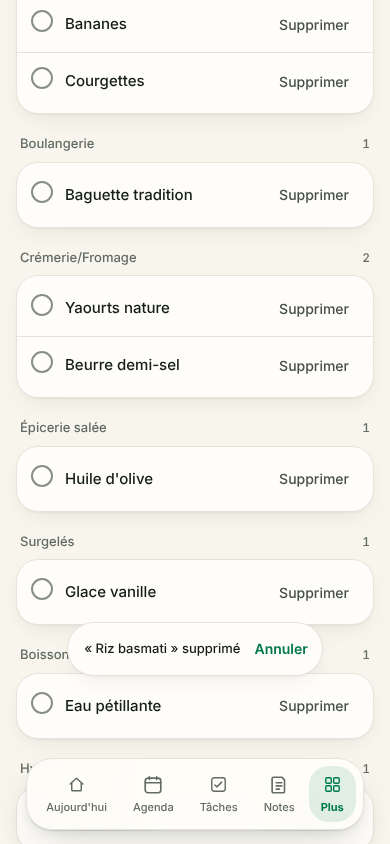 Bananes Supprimer
Courgettes Supprimer
Boulangerie 1
Baguette tradition Supprimer
Crémerie/Fromage 2
Yaourts nature Supprimer
Beurre demi-sel Supprimer
Épicerie salée 1
Huile d'olive Supprimer
Surgelés 1
Glace vanille Supprimer
« Riz basmati » supprimé Annuler
Boisson 1
Eau pétillante Supprimer
1
Aujourd'hui Agenda Tâches Notes Plus